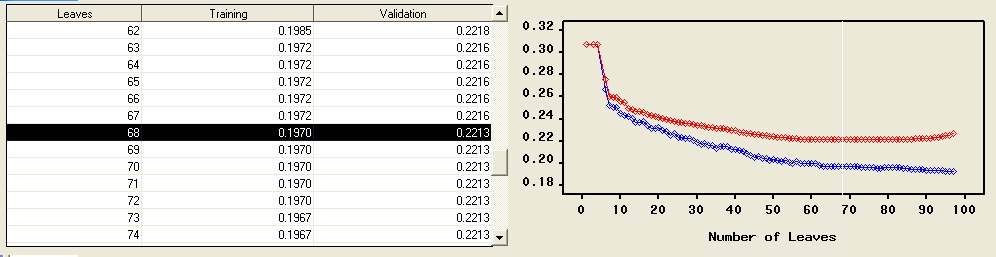 Leaves Training Validation
62 0.1985 0.2218
63 0.1972 0.2216
64 0.1972 0.2216
65 0.1972 0.2216
66 0.1972 0.2216
67 0.1972 0.2216
68 0.1970 0.2213
69 0.1970 0.2213
70 0.1970 0.2213
71 0.1970 0.2213
72 0.1970 0.2213
73 0.1967 0.2213
74 0.1967 0.2213
0.32
0.30
0.28
0.26
0.24
0.22
0.20
0.18
0 10 20 30 40 50 60 70 80 90 100
Number of Leaves